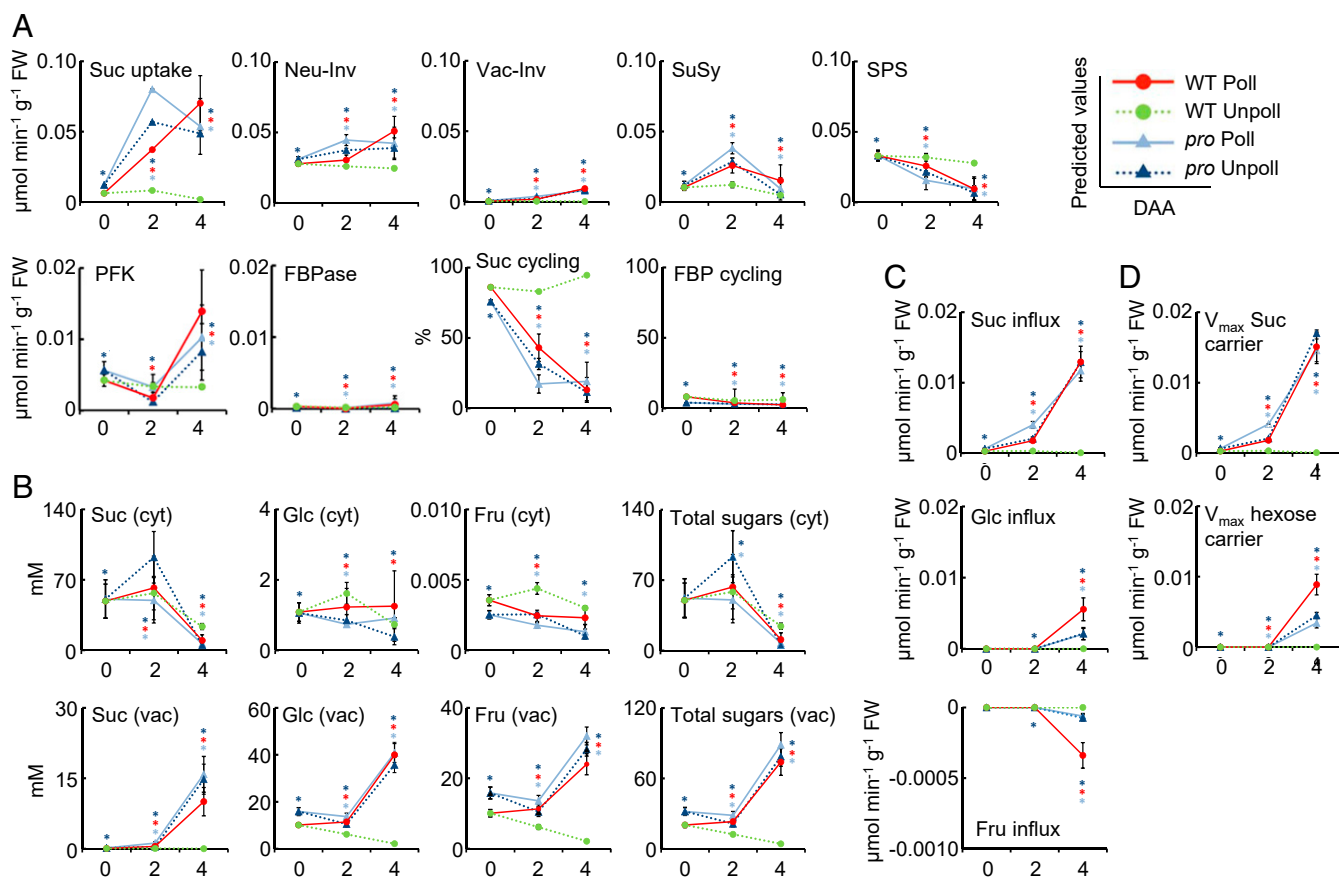 A
μmol min⁻¹ g⁻¹ FW
0.10
0.05
0
Suc uptake
0 2 4
0.10
0.05
0
Neu-Inv
0 2 4
0.10
0.05
0
Vac-Inv
0 2 4
0.10
0.05
0
SuSy
0 2 4
0.10
0.05
0
SPS
0 2 4
Predicted values
DAA
WT Poll
WT Unpoll
pro Poll
pro Unpoll
μmol min⁻¹ g⁻¹ FW
0.02
0.01
0
PFK
0 2 4
0.02
0.01
0
FBPase
0 2 4
%
100
50
0
Suc cycling
0 2 4
100
50
0
FBP cycling
0 2 4
B
mM
140
70
0
Suc (cyt)
0 2 4
4
2
0
Glc (cyt)
0 2 4
0.010
0.005
0
Fru (cyt)
0 2 4
140
70
0
Total sugars (cyt)
0 2 4
mM
30
15
0
Suc (vac)
0 2 4
60
40
20
0
Glc (vac)
0 2 4
40
20
0
Fru (vac)
0 2 4
120
60
0
Total sugars (vac)
0 2 4
C
μmol min⁻¹ g⁻¹ FW
0.02
0.01
0
Suc influx
0 2 4
μmol min⁻¹ g⁻¹ FW
0.02
0.01
0
Glc influx
0 2 4
μmol min⁻¹ g⁻¹ FW
0
-0.0005
-0.0010
Fru influx
0 2 4
D
μmol min⁻¹ g⁻¹ FW
0.02
0.01
0
Vmax Suc
carrier
0 2 4
μmol min⁻¹ g⁻¹ FW
0.02
0.01
0
Vmax hexose
carrier
0 2 4